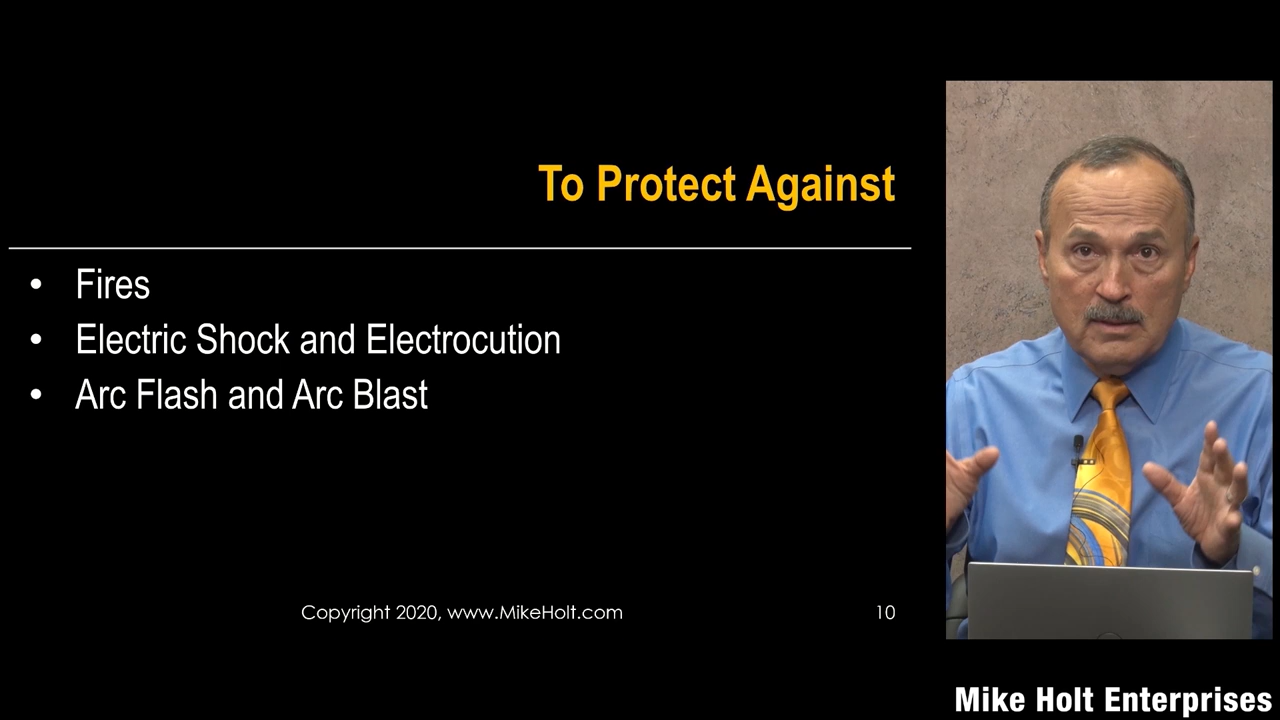 To Protect Against
• Fires
• Electric Shock and Electrocution
• Arc Flash and Arc Blast
Copyright 2020, www.MikeHolt.com
10
Mike Holt Enterprises